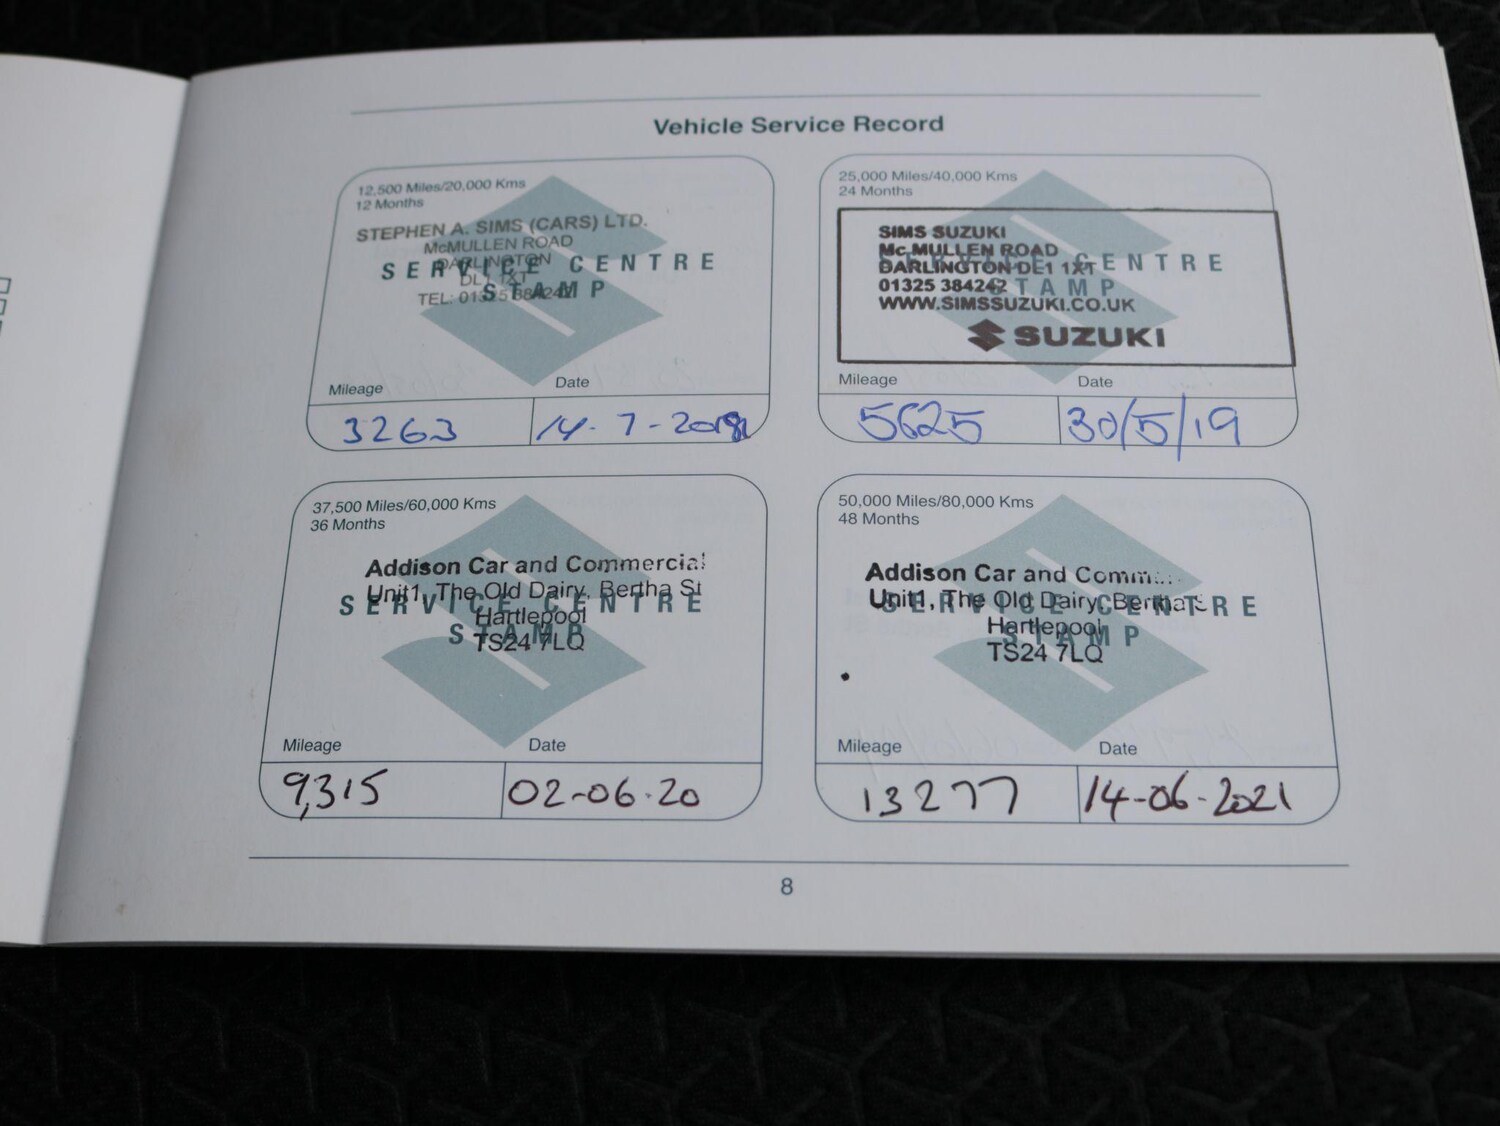 Vehicle Service Record
12,500 Miles/20,000 Kms
12 Months
STEPHEN A. SIMS (CARS) LTD.
McMULLEN ROAD
DARLINGTON
SERVICE CENTRE
DL1 1XT
STAMP
TEL: 01325 384242
Mileage Date
3263 14-7-2018
25,000 Miles/40,000 Kms
24 Months
SIMS SUZUKI
Mc.MULLEN ROAD
SERVICE CENTRE
DARLINGTON DE1 1XT
01325 384242
STAMP
WWW.SIMSSUZUKI.CO.UK
SUZUKI
Mileage Date
5625 30/5/19
37,500 Miles/60,000 Kms
36 Months
Addison Car and Commercial
Unit1, The Old Dairy, Bertha St
SERVICE CENTRE
Hartlepool
STAMP
TS24 7LQ
Mileage Date
9,315 02-06-20
50,000 Miles/80,000 Kms
48 Months
Addison Car and
Unit1, The Old Dairy, Bertha
SERVICE CENTRE
Hartlepool
STAMP
TS24 7LQ
Mileage Date
13277 14-06-2021
8